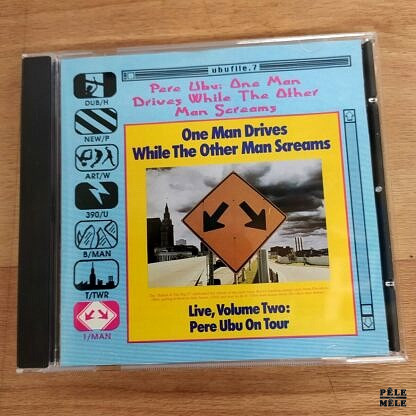 ubufile.7
Pere Ubu: One Man
Drives While The Other
Man Screams
DUB/H
NEW/P
ART/W
390/U
B/MAN
T/TWR
1/MAN
One Man Drives
While The Other Man Screams
Live, Volume Two:
Pere Ubu On Tour
PÊLE
MÊLE